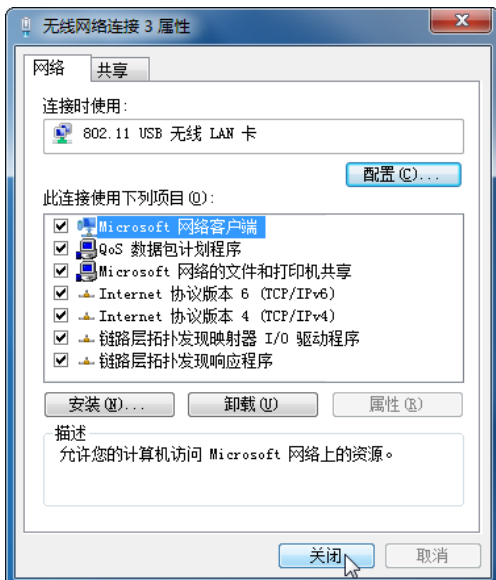 无线网络连接 3 属性
网络 共享
连接时使用:
802.11 USB 无线 LAN 卡
配置(C)...
此连接使用下列项目(O):
Microsoft 网络客户端
QoS 数据包计划程序
Microsoft 网络的文件和打印机共享
Internet 协议版本 6 (TCP/IPv6)
Internet 协议版本 4 (TCP/IPv4)
链路层拓扑发现映射器 I/O 驱动程序
链路层拓扑发现响应程序
安装(N)... 卸载(U) 属性(R)
描述
允许您的计算机访问 Microsoft 网络上的资源。
关闭 取消